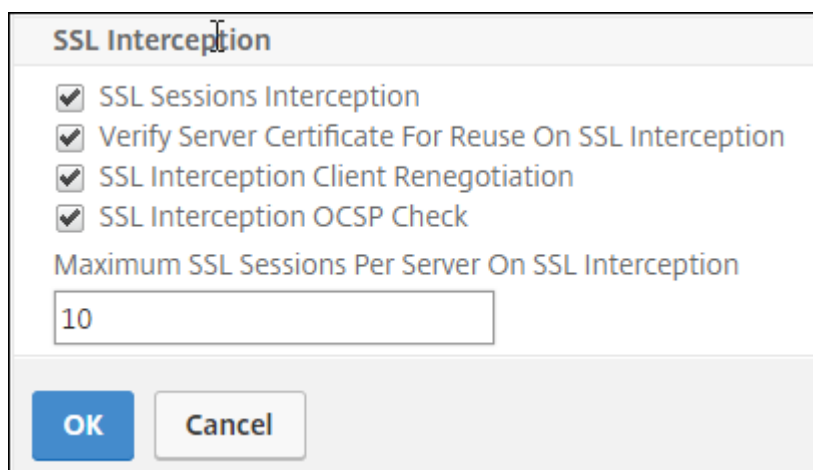 SSL Interception
SSL Sessions Interception
Verify Server Certificate For Reuse On SSL Interception
SSL Interception Client Renegotiation
SSL Interception OCSP Check
Maximum SSL Sessions Per Server On SSL Interception
10
OK Cancel